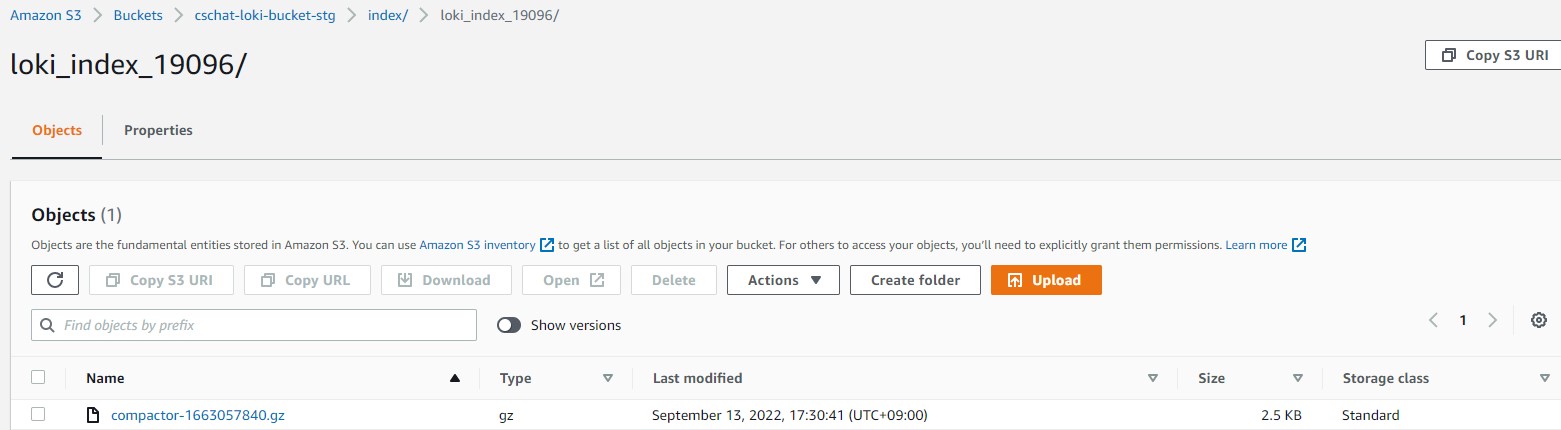 Amazon S3 > Buckets > cschat-loki-bucket-stg > index/ > loki_index_19096/
loki_index_19096/
Copy S3 URI
Objects Properties
Objects (1)
Objects are the fundamental entities stored in Amazon S3. You can use Amazon S3 inventory to get a list of all objects in your bucket. For others to access your objects, you'll need to explicitly grant them permissions. Learn more
Copy S3 URI Copy URL Download Open Delete Actions Create folder Upload
Find objects by prefix Show versions 1
Name Type Last modified Size Storage class
compactor-1663057840.gz gz September 13, 2022, 17:30:41 (UTC+09:00) 2.5 KB Standard